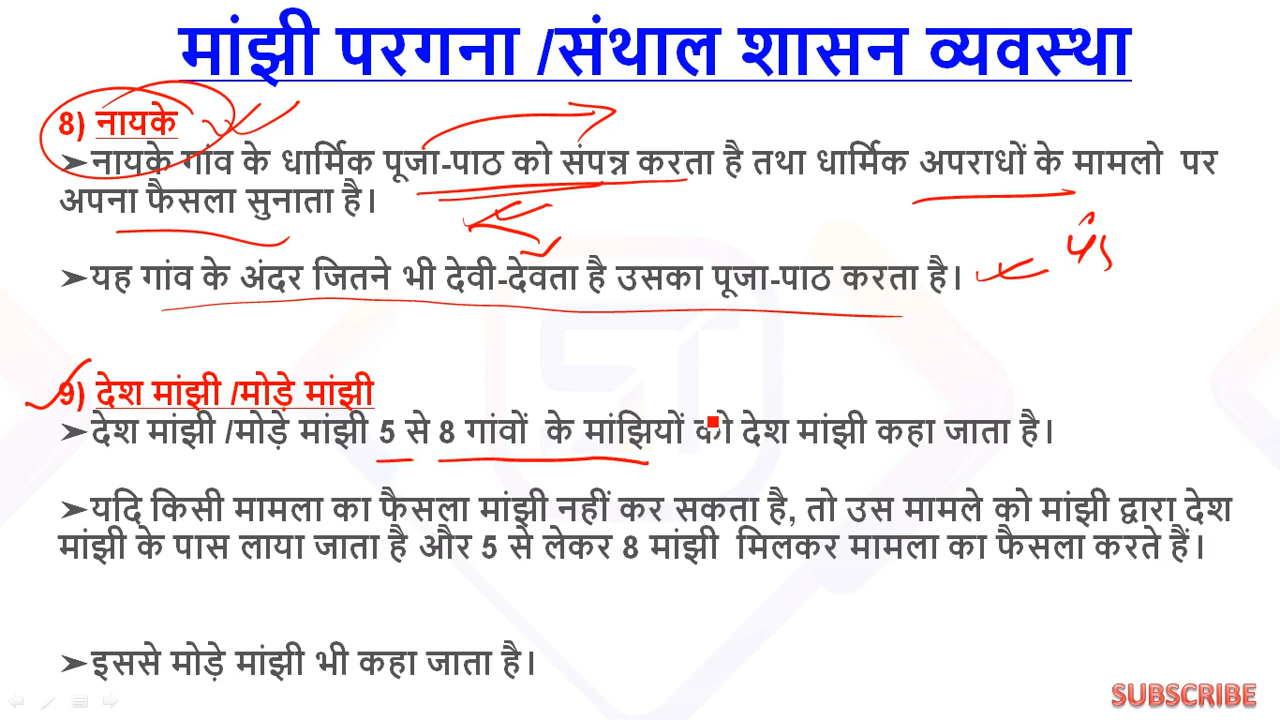 मांझी परगना /संथाल शासन व्यवस्था
8) नायके
➢नायके गांव के धार्मिक पूजा-पाठ को संपन्न करता है तथा धार्मिक अपराधों के मामलो पर
अपना फैसला सुनाता है।
➢यह गांव के अंदर जितने भी देवी-देवता है उसका पूजा-पाठ करता है।
9) देश मांझी /मोड़े मांझी
➢देश मांझी /मोड़े मांझी 5 से 8 गांवों के मांझियों को देश मांझी कहा जाता है।
➢यदि किसी मामला का फैसला मांझी नहीं कर सकता है, तो उस मामले को मांझी द्वारा देश
मांझी के पास लाया जाता है और 5 से लेकर 8 मांझी मिलकर मामला का फैसला करते हैं।
➢इससे मोड़े मांझी भी कहा जाता है।
SUBSCRIBE